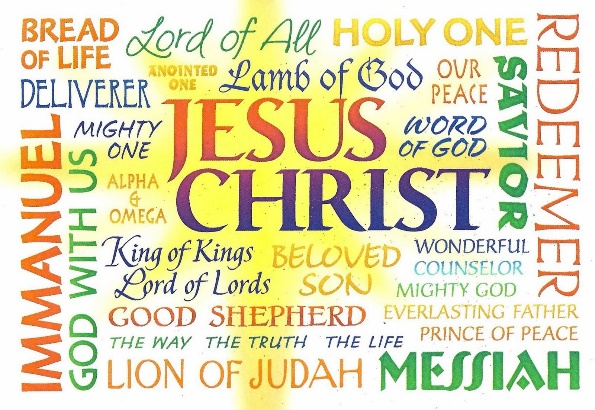 BREAD
OF LIFE
Lord of All
HOLY ONE
REDEEMER
ANOINTED
ONE
Lamb of God
OUR
PEACE
SAVIOR
DELIVERER
MIGHTY
ONE
JESUS
CHRIST
WORD
OF GOD
IMMANUEL
GOD WITH US
ALPHA
&
OMEGA
King of Kings
Lord of Lords
BELOVED
SON
WONDERFUL
COUNSELOR
MIGHTY GOD
EVERLASTING FATHER
PRINCE OF PEACE
GOOD SHEPHERD
THE WAY THE TRUTH THE LIFE
LION OF JUDAH
MESSIAH